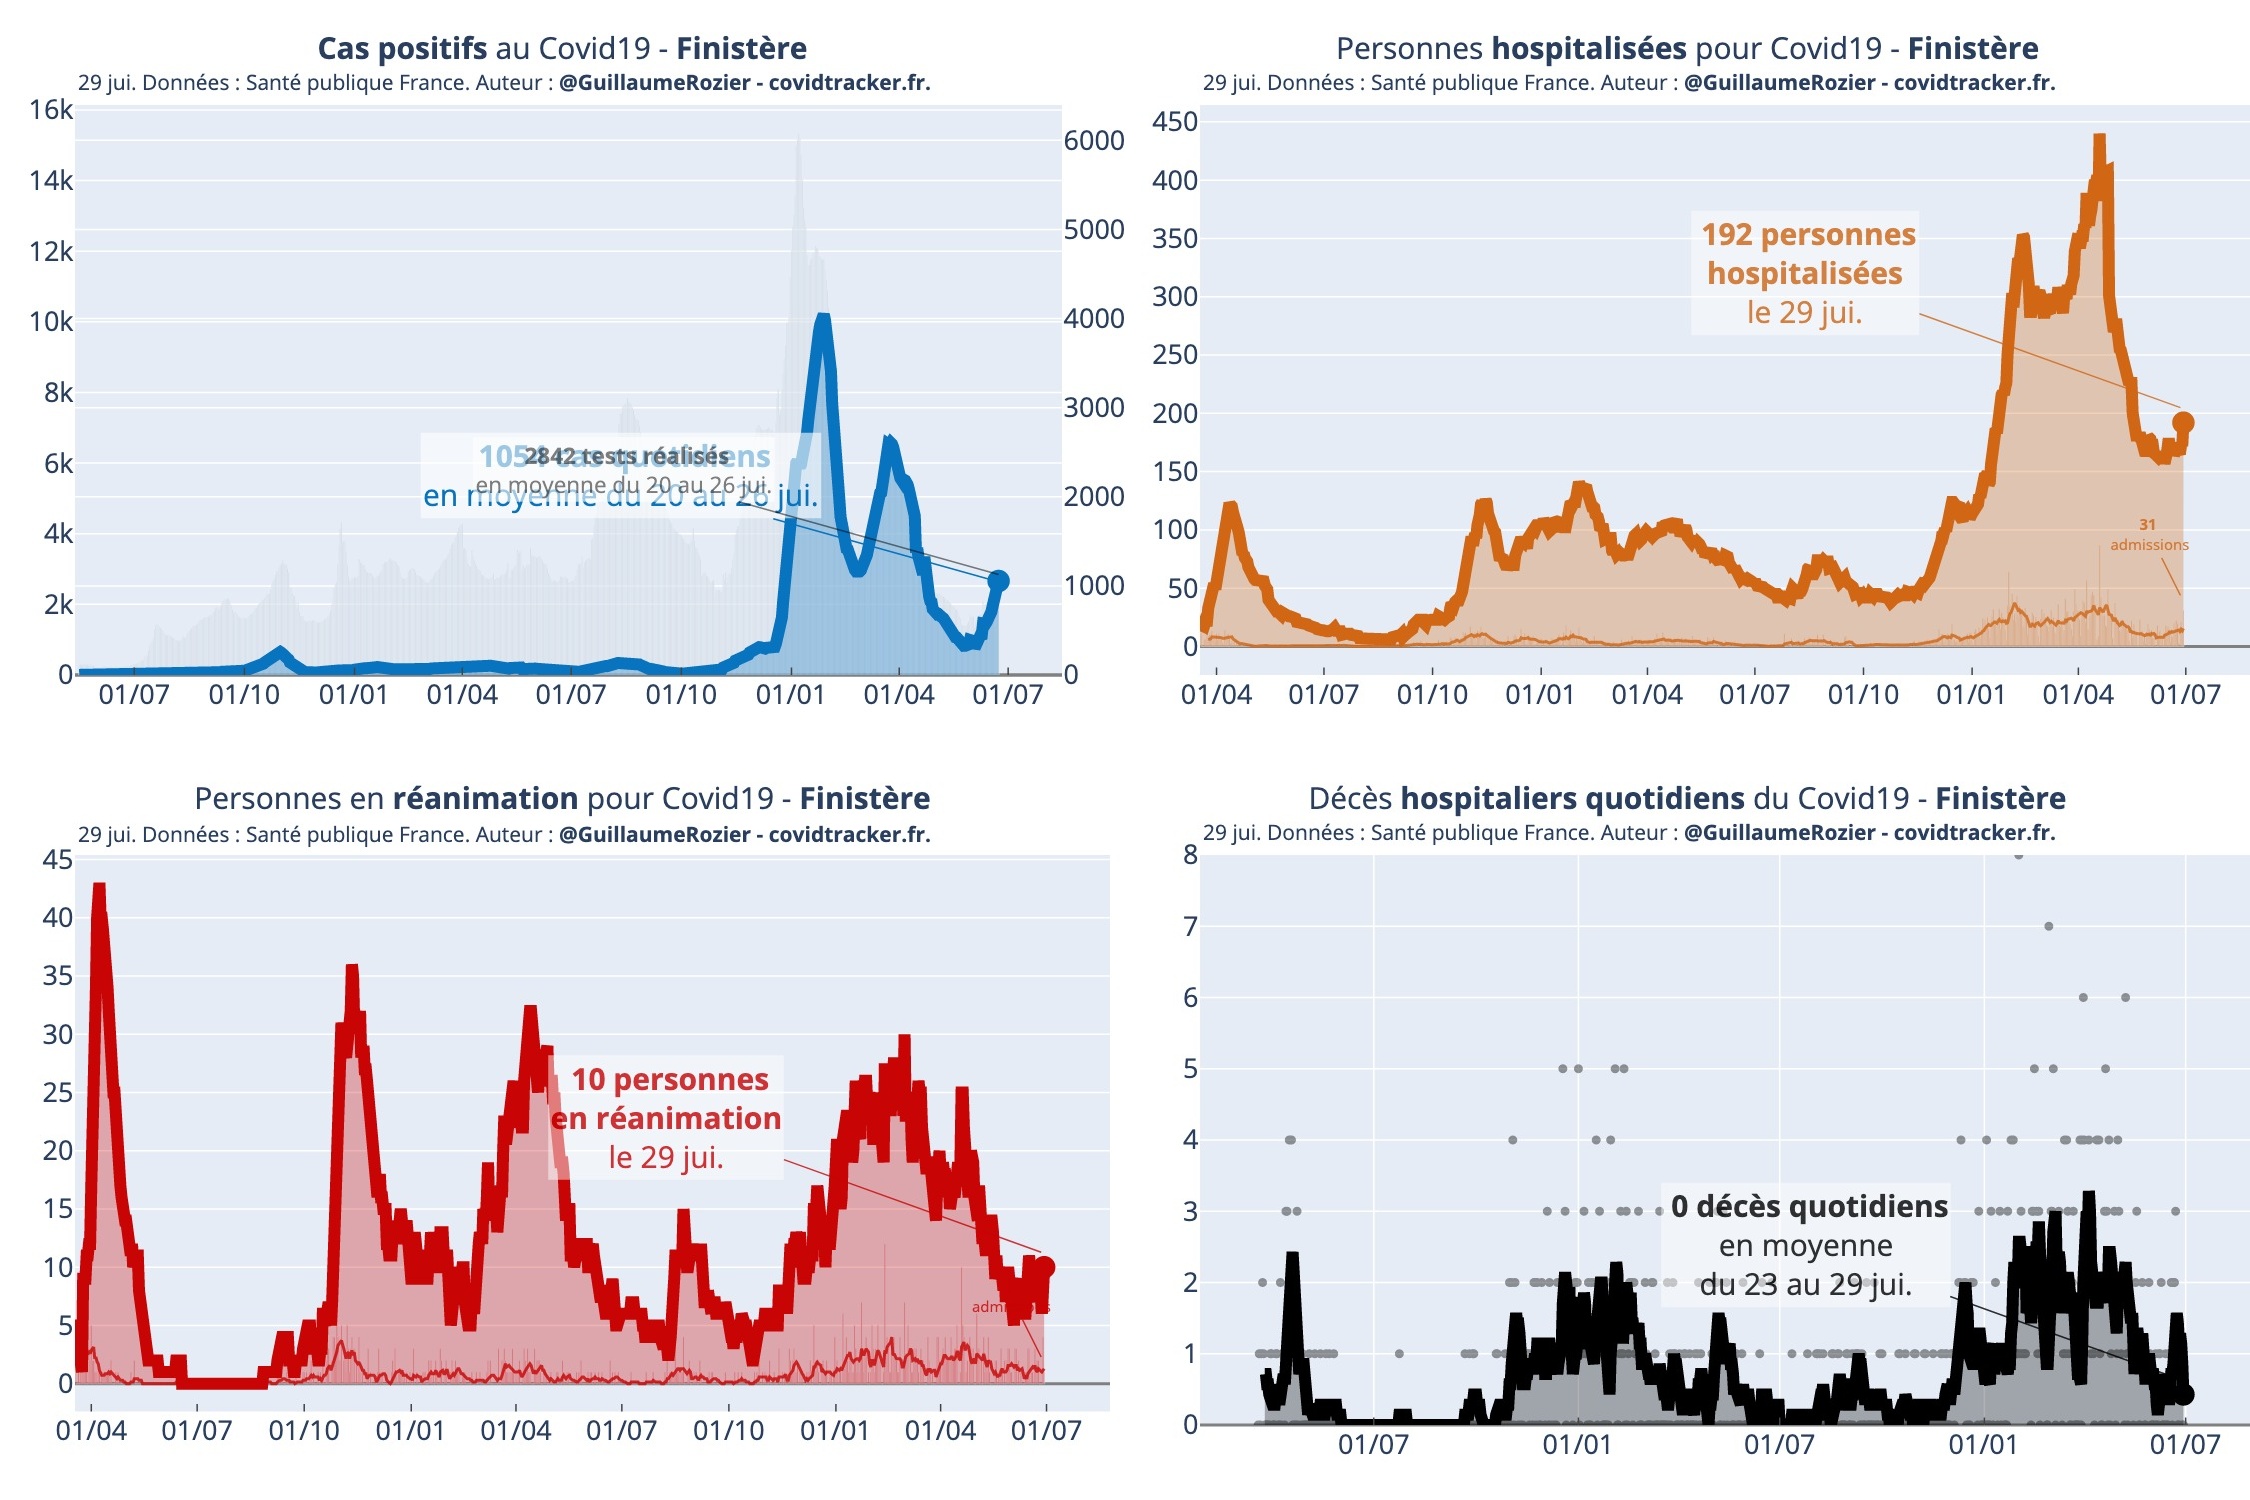 Cas positifs au Covid19 - Finistère
29 jui. Données : Santé publique France. Auteur : @GuillaumeRozier - covidtracker.fr.
16k
14k
12k
10k
8k
6k
4k
2k
0
6000
5000
4000
3000
2000
1000
0
1054 cas quotidiens
en moyenne du 20 au 26 jui.
2842 tests réalisés
en moyenne du 20 au 26 jui.
01/07 01/10 01/01 01/04 01/07 01/10 01/01 01/04 01/07
Personnes hospitalisées pour Covid19 - Finistère
29 jui. Données : Santé publique France. Auteur : @GuillaumeRozier - covidtracker.fr.
450
400
350
300
250
200
150
100
50
0
192 personnes
hospitalisées
le 29 jui.
31
admissions
01/04 01/07 01/10 01/01 01/04 01/07 01/10 01/01 01/04 01/07
Personnes en réanimation pour Covid19 - Finistère
29 jui. Données : Santé publique France. Auteur : @GuillaumeRozier - covidtracker.fr.
45
40
35
30
25
20
15
10
5
0
10 personnes
en réanimation
le 29 jui.
admissions
01/04 01/07 01/10 01/01 01/04 01/07 01/10 01/01 01/04 01/07
Décès hospitaliers quotidiens du Covid19 - Finistère
29 jui. Données : Santé publique France. Auteur : @GuillaumeRozier - covidtracker.fr.
8
7
6
5
4
3
2
1
0
0 décès quotidiens
en moyenne
du 23 au 29 jui.
01/07 01/01 01/07 01/01 01/07